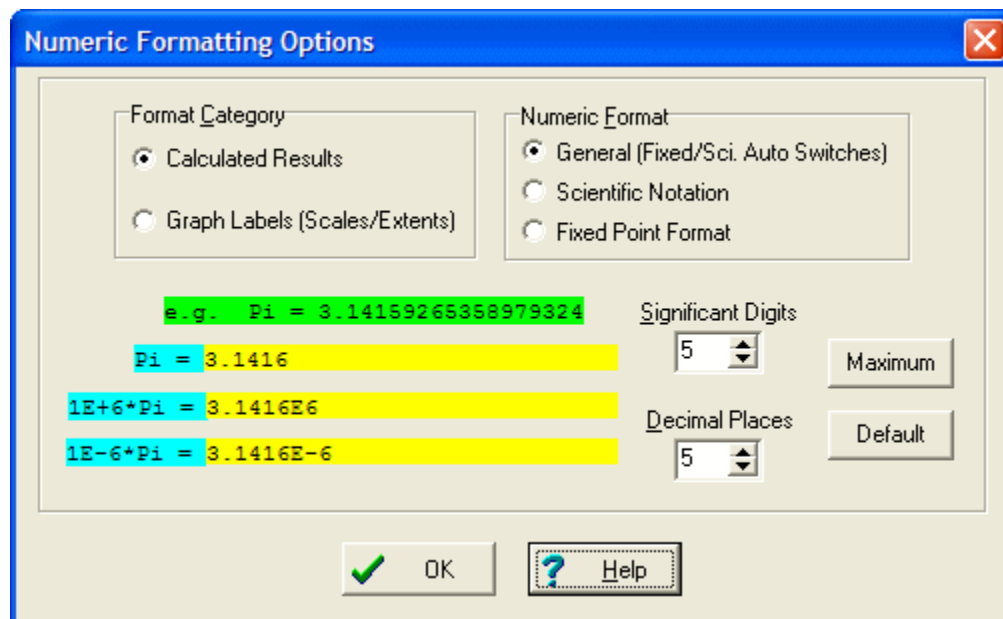 Numeric Formatting Options
Format Category
Calculated Results
Graph Labels (Scales/Extents)
Numeric Format
General (Fixed/Sci. Auto Switches)
Scientific Notation
Fixed Point Format
e.g. Pi = 3.14159265358979324
Pi = 3.1416
1E+6*Pi = 3.1416E6
1E-6*Pi = 3.1416E-6
Significant Digits
5
Decimal Places
5
Maximum
Default
OK
? Help